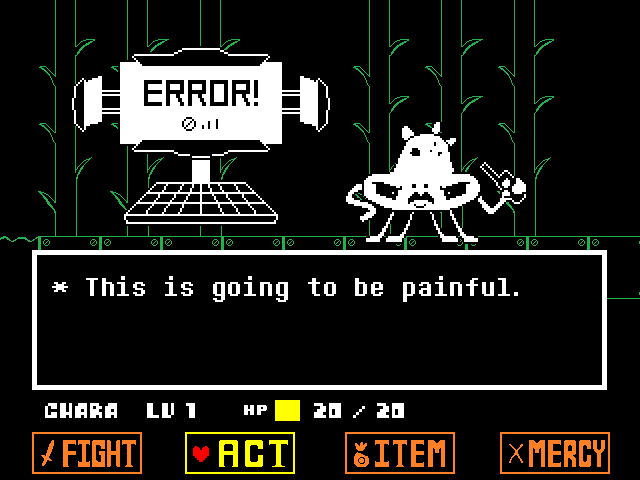 ERROR!
* This is going to be painful.
CHARA LV 1 HP 20 / 20
FIGHT ACT ITEM MERCY